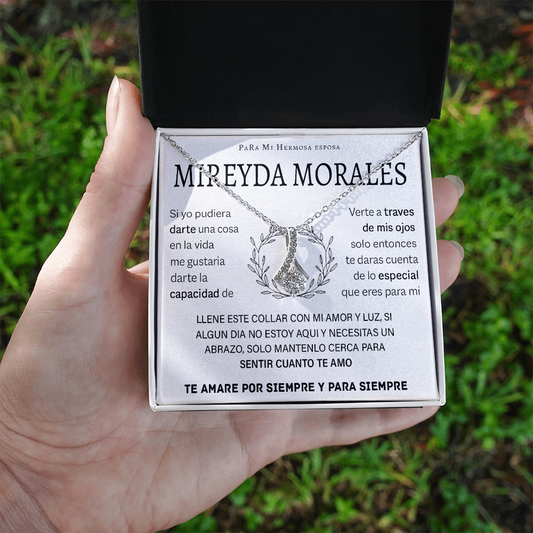 PaRa Mi Hermosa esposa
MIREYDA MORALES
Si yo pudiera
darte una cosa
en la vida
me gustaria
darte la
capacidad de
Verte a traves
de mis ojos
solo entonces
te daras cuenta
de lo especial
que eres para mi
LLENE ESTE COLLAR CON MI AMOR Y LUZ, SI
ALGUN DIA NO ESTOY AQUI Y NECESITAS UN
ABRAZO, SOLO MANTENLO CERCA PARA
SENTIR CUANTO TE AMO
TE AMARE POR SIEMPRE Y PARA SIEMPRE